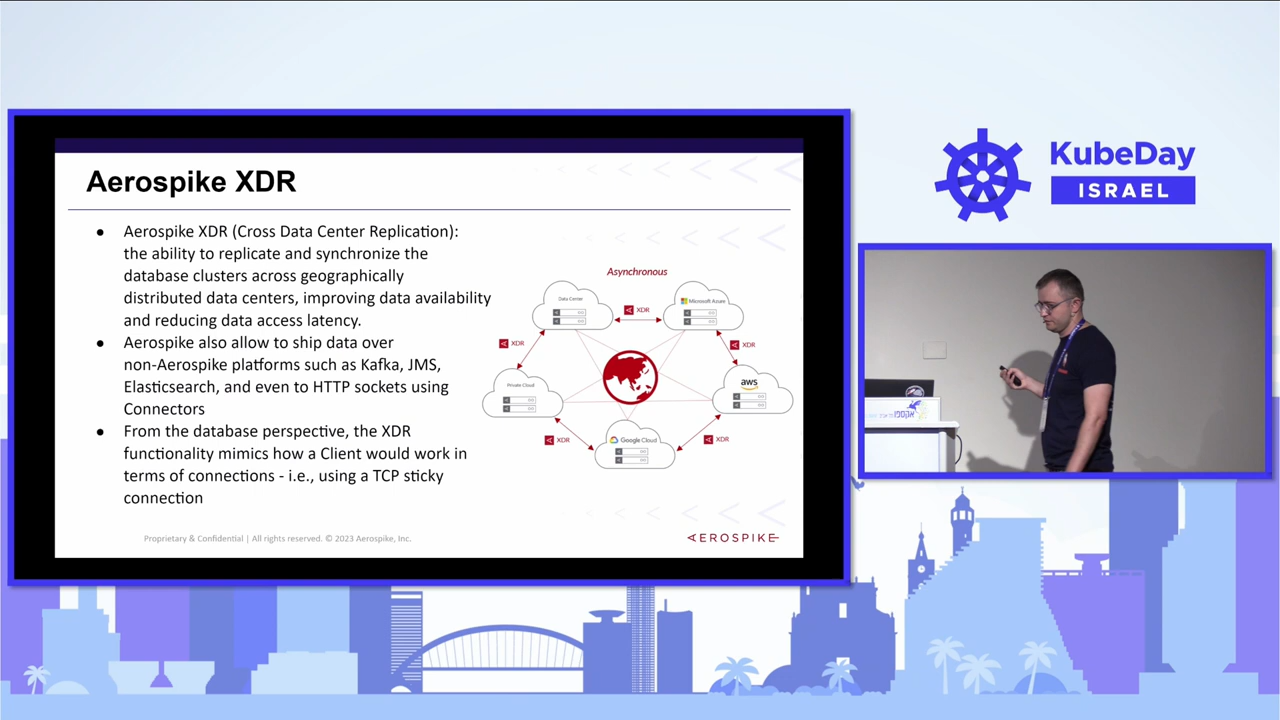 Aerospike XDR
● Aerospike XDR (Cross Data Center Replication):
the ability to replicate and synchronize the
database clusters across geographically
distributed data centers, improving data availability
and reducing data access latency.
● Aerospike also allow to ship data over
non-Aerospike platforms such as Kafka, JMS,
Elasticsearch, and even to HTTP sockets using
Connectors
● From the database perspective, the XDR
functionality mimics how a Client would work in
terms of connections - i.e., using a TCP sticky
connection
Asynchronous
Data Center
XDR
Microsoft Azure
XDR
XDR
Private Cloud
aws
XDR
Google Cloud
XDR
Proprietary & Confidential | All rights reserved. © 2023 Aerospike, Inc.
AEROSPIKE
KubeDay
ISRAEL
אקספו